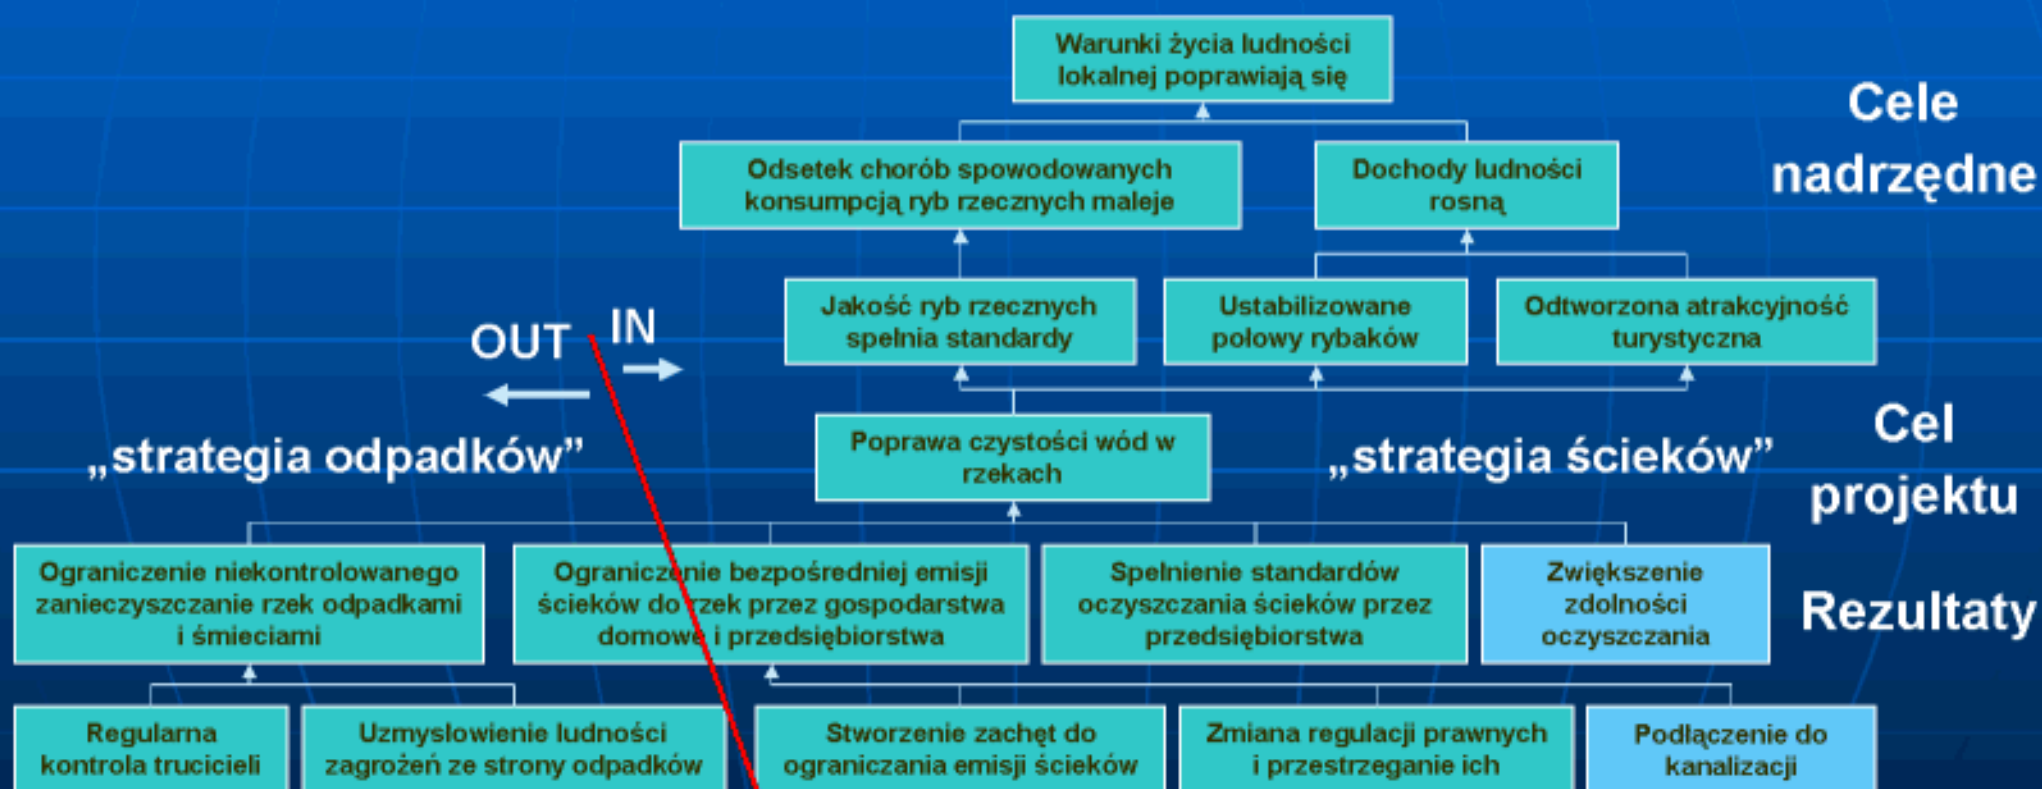 Warunki życia ludności
lokalnej poprawiają się
Cele
nadrzędne
Odsetek chorób spowodowanych
konsumpcją ryb rzecznych maleje
Dochody ludności
rosną
Jakość ryb rzecznych
spełnia standardy
Ustabilizowane
połowy rybaków
Odtworzona atrakcyjność
turystyczna
OUT
IN
„strategia odpadków”
Poprawa czystości wód w
rzekach
„strategia ścieków”
Cel
projektu
Ograniczenie niekontrolowanego
zanieczyszczanie rzek odpadkami
i śmieciami
Ograniczenie bezpośredniej emisji
ścieków do rzek przez gospodarstwa
domowe i przedsiębiorstwa
Spełnienie standardów
oczyszczania ścieków przez
przedsiębiorstwa
Zwiększenie
zdolności
oczyszczania
Rezultaty
Regularna
kontrola trucicieli
Uzmysłowienie ludności
zagrożeń ze strony odpadków
Stworzenie zachęt do
ograniczania emisji ścieków
Zmiana regulacji prawnych
i przestrzeganie ich
Podłączenie do
kanalizacji